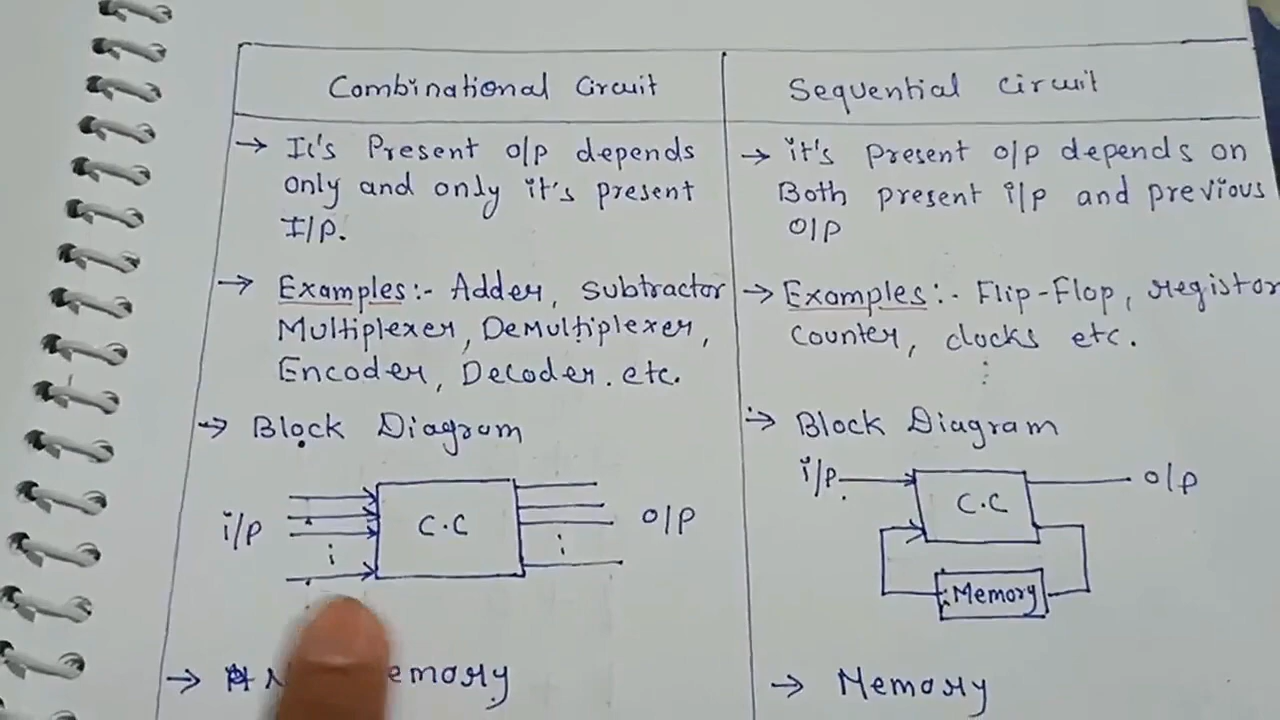 Combinational Circuit
→ It's Present o/p depends
only and only it's present
I/P.
→ Examples:- Adder, Subtractor
Multiplexer, DeMultiplexer,
Encoder, Decoder. etc.
→ Block Diagram
i/p
C.C
O/P
emory
Sequential circuit
→ it's present o/p depends on
Both present i/p and previous
O/P
→ Examples:- Flip-Flop, registor
Counter, clocks etc.
→ Block Diagram
i/p.
C.C
o/p
Memory
→ Memory